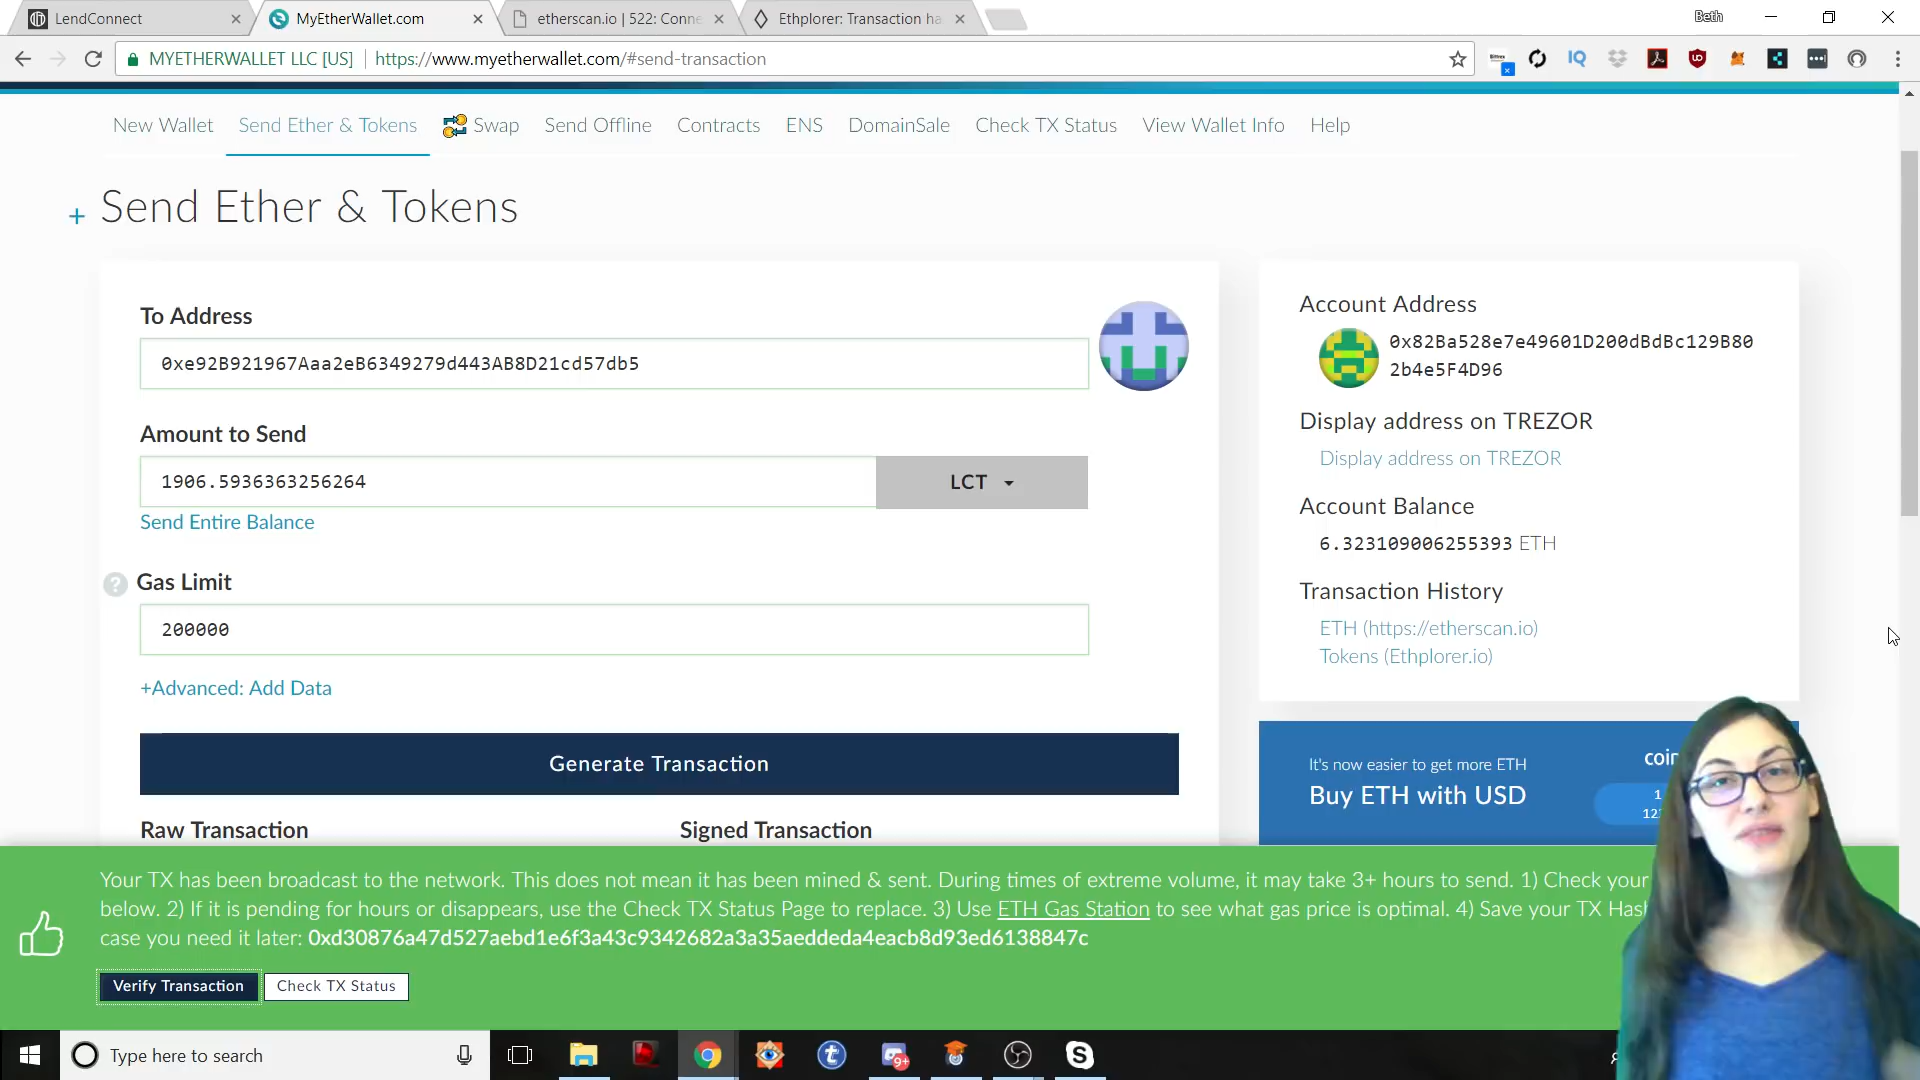 LendConnect
MyEtherWallet.com
etherscan.io | 522: Conne
Ethplorer: Transaction ha
Beth
MYETHERWALLET LLC [US]
https://www.myetherwallet.com/#send-transaction
New Wallet
Send Ether & Tokens
Swap
Send Offline
Contracts
ENS
DomainSale
Check TX Status
View Wallet Info
Help
+ Send Ether & Tokens
To Address
0xe92B921967Aaa2eB6349279d443AB8D21cd57db5
Amount to Send
1906.5936363256264
LCT
Send Entire Balance
? Gas Limit
200000
+Advanced: Add Data
Generate Transaction
Raw Transaction
Signed Transaction
Account Address
0x82Ba528e7e49601D200dBdBc129B80
2b4e5F4D96
Display address on TREZOR
Display address on TREZOR
Account Balance
6.323109006255393 ETH
Transaction History
ETH (https://etherscan.io)
Tokens (Ethplorer.io)
It's now easier to get more ETH
Buy ETH with USD
coin
Your TX has been broadcast to the network. This does not mean it has been mined & sent. During times of extreme volume, it may take 3+ hours to send. 1) Check your
below. 2) If it is pending for hours or disappears, use the Check TX Status Page to replace. 3) Use ETH Gas Station to see what gas price is optimal. 4) Save your TX Hash
case you need it later: 0xd30876a47d527aebd1e6f3a43c9342682a3a35aeddeda4eacb8d93ed6138847c
Verify Transaction
Check TX Status
Type here to search